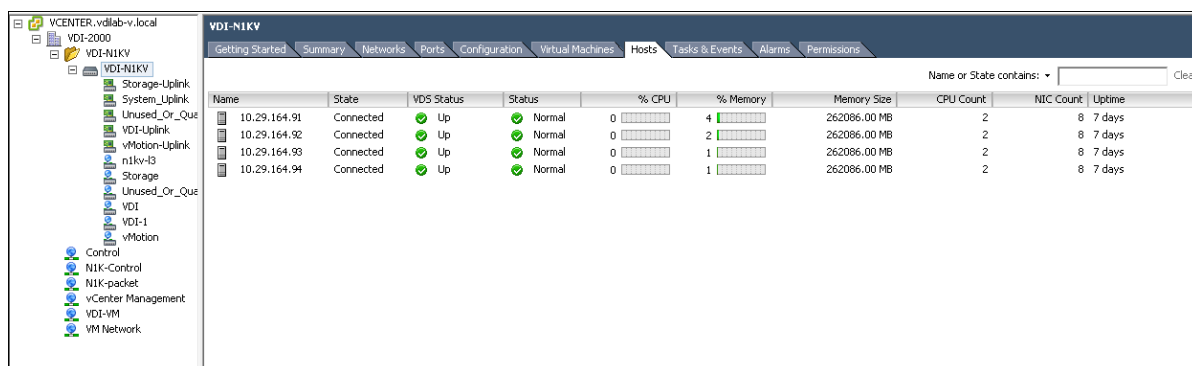 VCENTER.vdilab-v.local
VDI-2000
VDI-N1KV
VDI-N1KV
Storage-Uplink
System_Uplink
Unused_Or_Qua
VDI-Uplink
vMotion-Uplink
n1kv-l3
Storage
Unused_Or_Qua
VDI
VDI-1
vMotion
Control
N1K-Control
N1K-packet
vCenter Management
VDI-VM
VM Network
VDI-N1KV
Getting Started Summary Networks Ports Configuration Virtual Machines Hosts Tasks & Events Alarms Permissions
Name or State contains: Clea
Name State VDS Status Status % CPU % Memory Memory Size CPU Count NIC Count Uptime
10.29.164.91 Connected Up Normal 0 4 262086.00 MB 2 8 7 days
10.29.164.92 Connected Up Normal 0 2 262086.00 MB 2 8 7 days
10.29.164.93 Connected Up Normal 0 1 262086.00 MB 2 8 7 days
10.29.164.94 Connected Up Normal 0 1 262086.00 MB 2 8 7 days